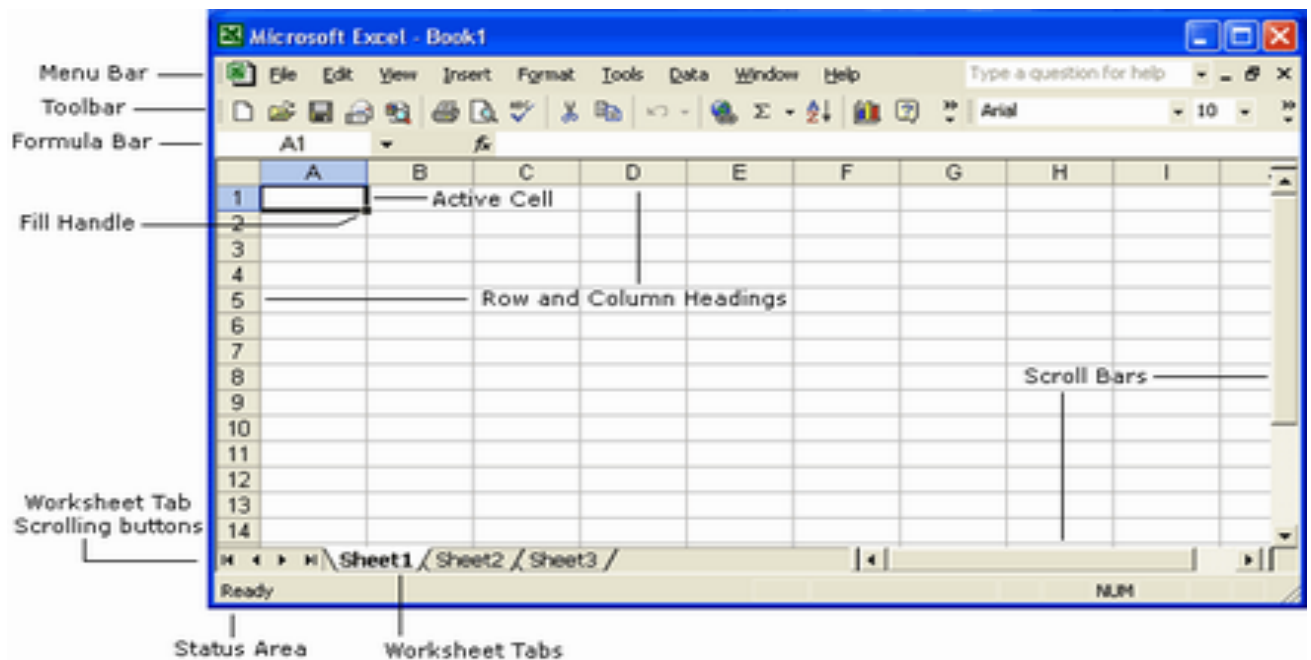 Microsoft Excel - Book1
Menu Bar
File Edit View Insert Format Tools Data Window Help Type a question for help
Toolbar
Arial 10
Formula Bar
A1 fx
A B C D E F G H I
1
Active Cell
Fill Handle
2
3
4
5
Row and Column Headings
6
7
8
Scroll Bars
9
10
11
12
Worksheet Tab
Scrolling buttons
13
14
Sheet1 Sheet2 Sheet3
Ready NUM
Status Area
Worksheet Tabs